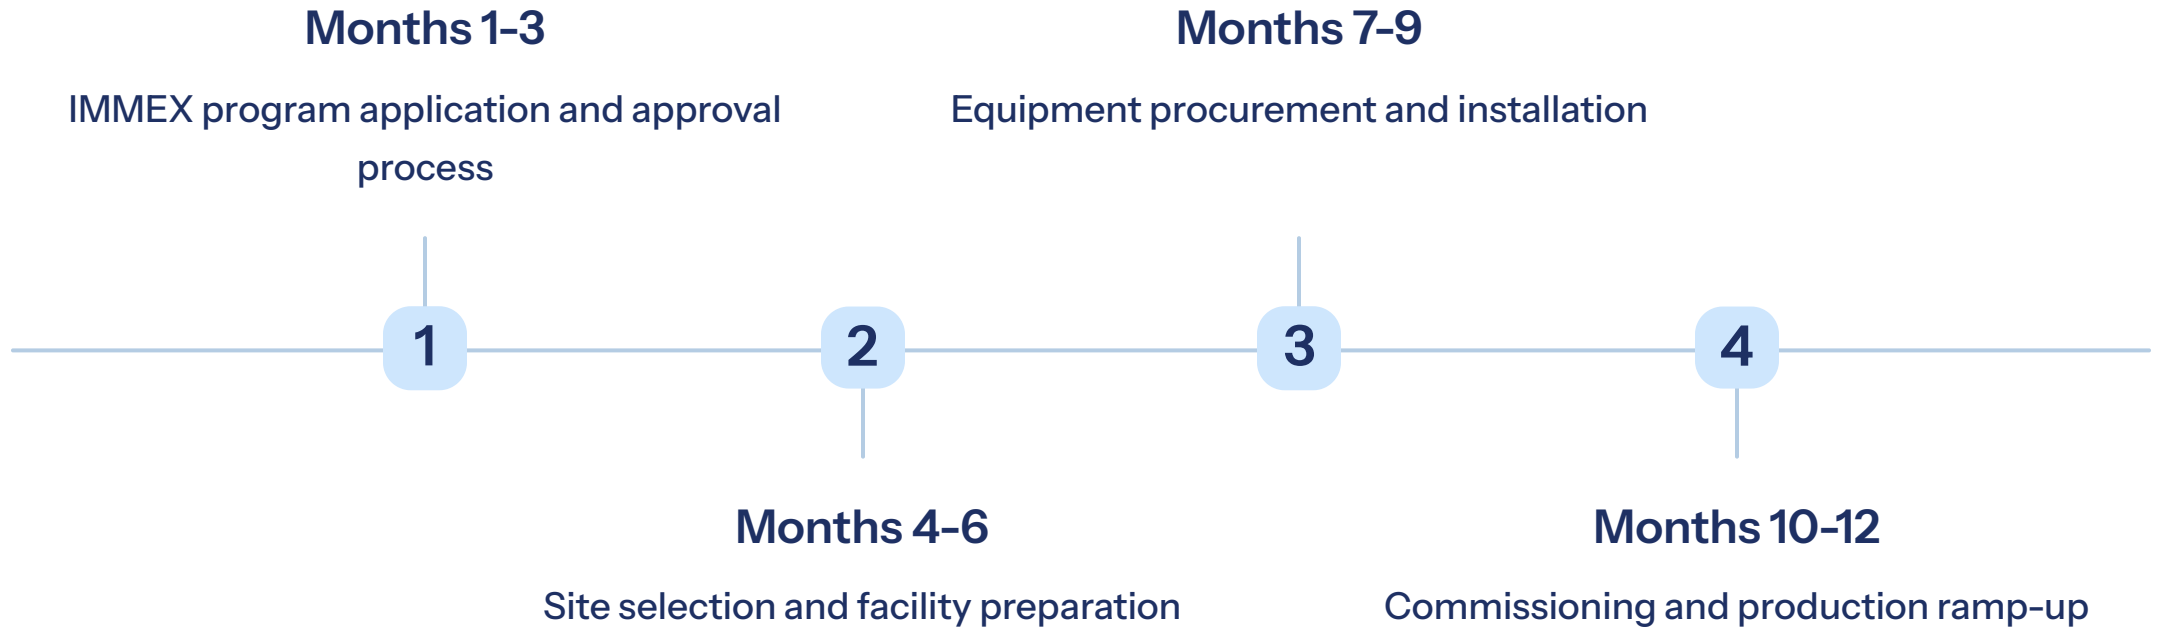 Months 1–3
IMMEX program application and approval
process
1
2
Months 4–6
Site selection and facility preparation
Months 7–9
Equipment procurement and installation
3
4
Months 10–12
Commissioning and production ramp-up